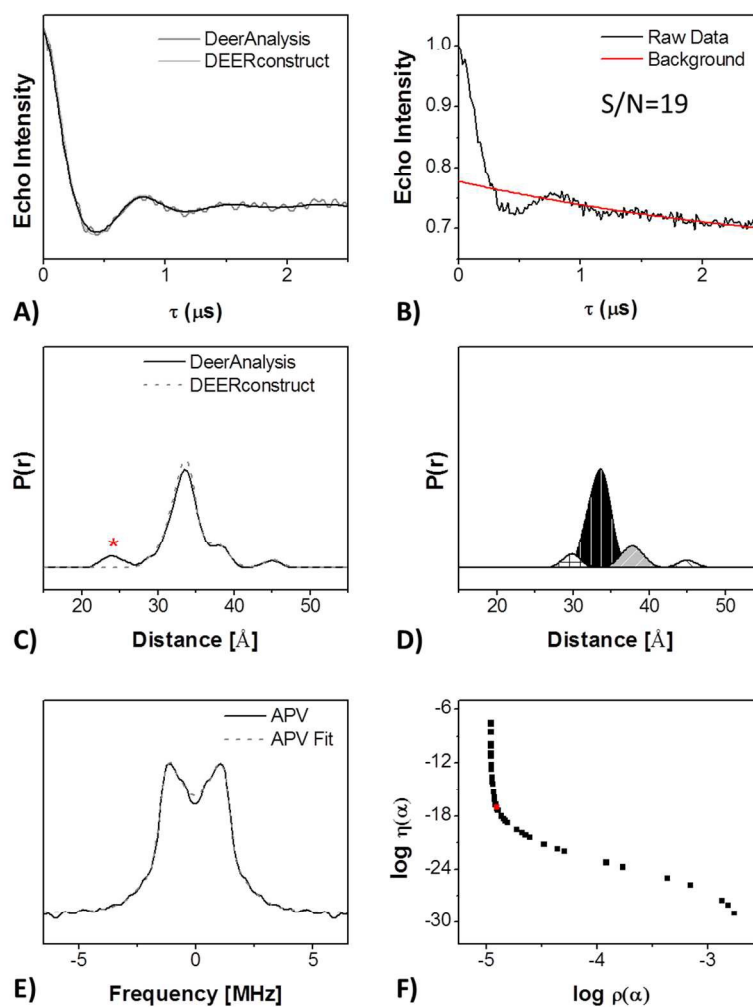 DeerAnalysis
DEERconstruct
Echo Intensity
0
1
2
A)
τ (μs)
1.0
0.9
0.8
0.7
Raw Data
Background
S/N=19
Echo Intensity
0
1
2
B)
τ (μs)
DeerAnalysis
DEERconstruct
P(r)
*
20
30
40
50
C)
Distance [Å]
P(r)
20
30
40
50
D)
Distance [Å]
APV
APV Fit
-5
0
5
E)
Frequency [MHz]
-6
-12
-18
-24
-30
log η(α)
-5
-4
-3
F)
log ρ(α)